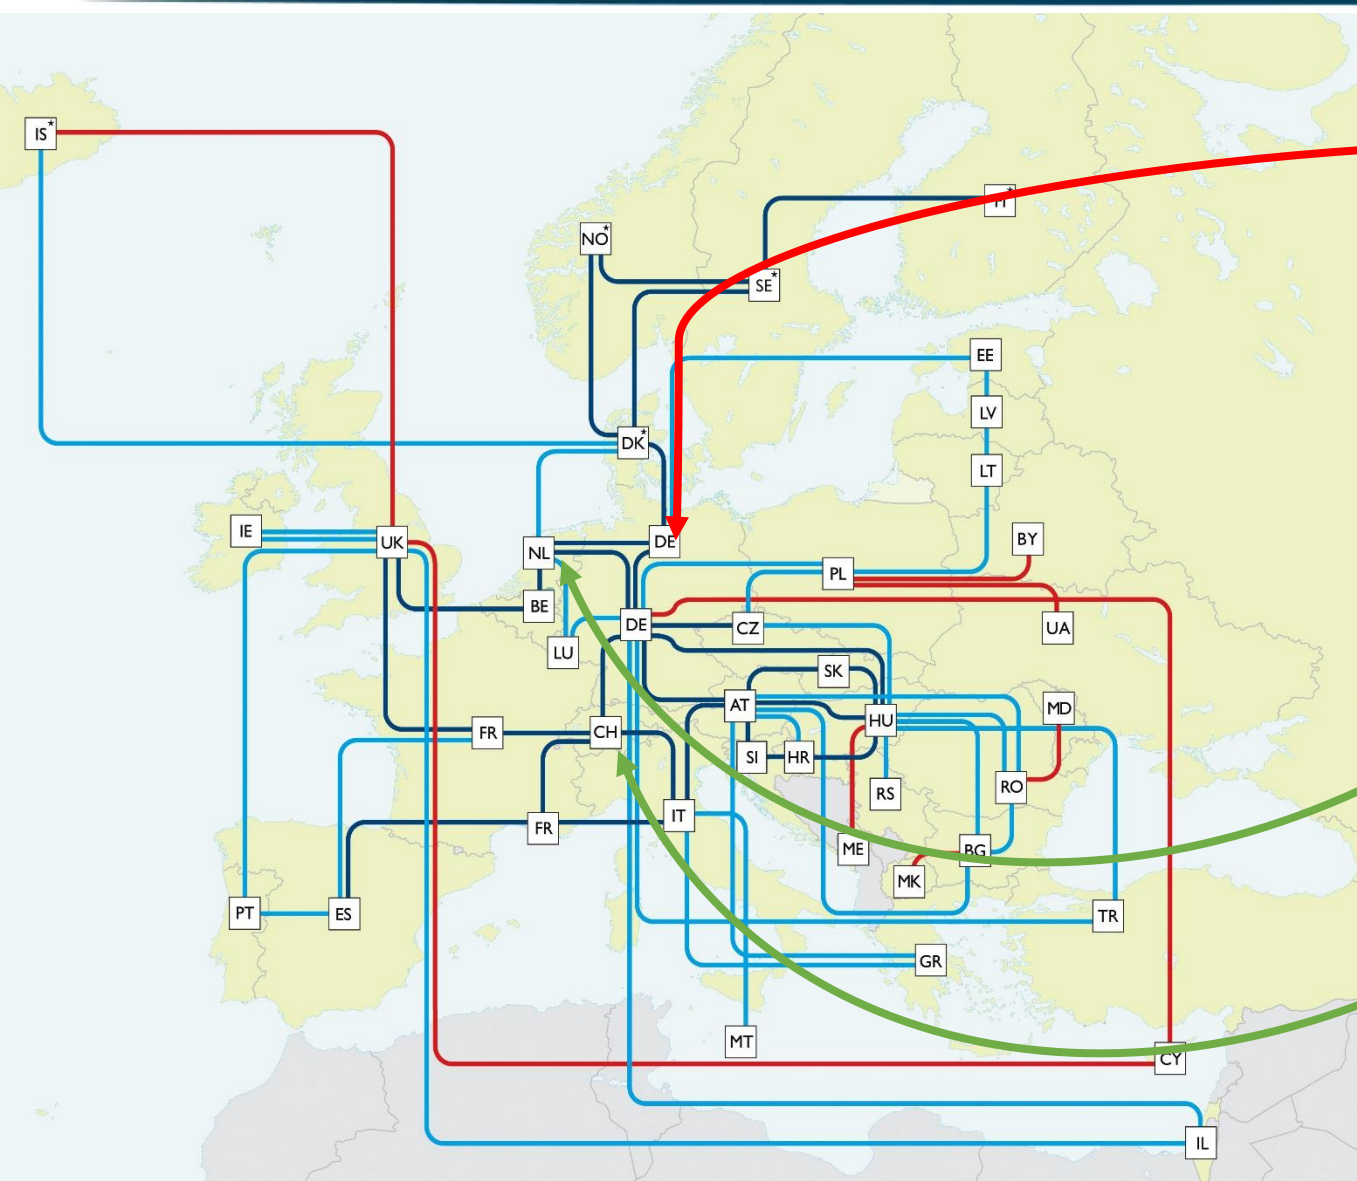 IS*
FI*
NO*
SE*
EE
LV
DK*
LT
IE
UK
NL
DE
BY
PL
BE
DE
CZ
UA
LU
SK
AT
MD
HU
FR
CH
SI
HR
RS
RO
IT
FR
ME
BG
MK
PT
ES
TR
GR
MT
CY
IL